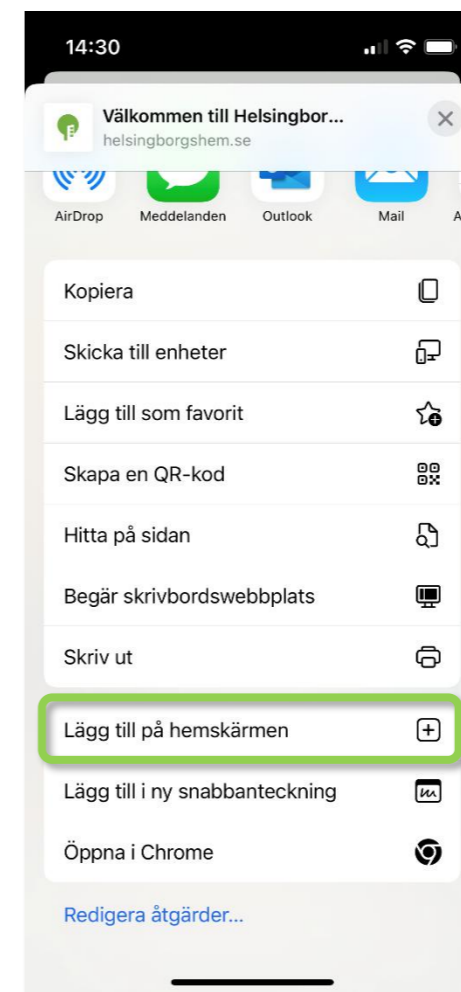 14:30
Välkommen till Helsingbor...
helsingborgshem.se
AirDrop Meddelanden Outlook Mail A
Kopiera
Skicka till enheter
Lägg till som favorit
Skapa en QR-kod
Hitta på sidan
Begär skrivbordswebbplats
Skriv ut
Lägg till på hemskärmen
Lägg till i ny snabbanteckning
Öppna i Chrome
Redigera åtgärder...